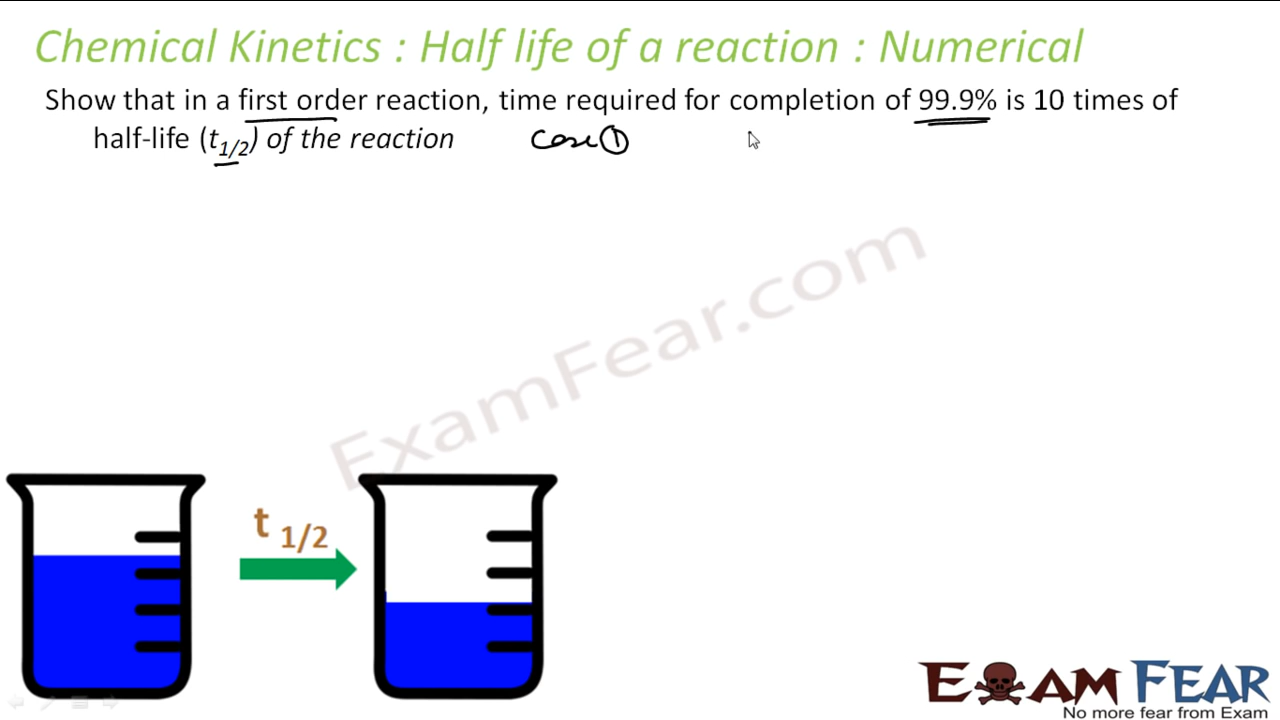 Chemical Kinetics : Half life of a reaction : Numerical
Show that in a first order reaction, time required for completion of 99.9% is 10 times of
half-life (t1/2) of the reaction
Case ①
ExamFear.com
t 1/2
EXAM FEAR
No more fear from Exam